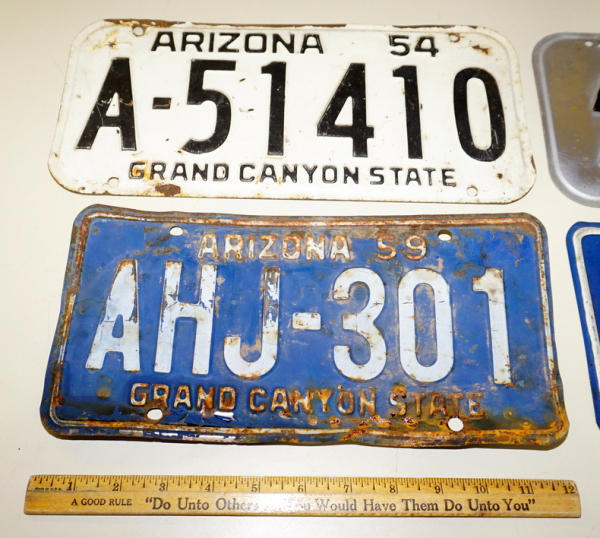 ARIZONA 54
A-51410
GRAND CANYON STATE
ARIZONA 59
AHJ-301
GRAND CANYON STATE
1 2 3 4 5 6 7 8 9 10 11 12
A GOOD RULE "Do Unto Others You Would Have Them Do Unto You"